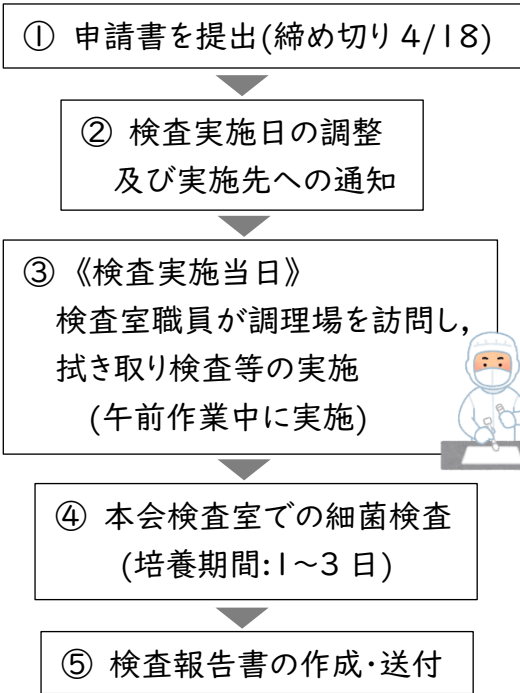 ① 申請書を提出(締め切り 4/18)
② 検査実施日の調整
及び実施先への通知
③ 《検査実施当日》
検査室職員が調理場を訪問し,
拭き取り検査等の実施
(午前作業中に実施)
④ 本会検査室での細菌検査
(培養期間:1~3 日)
⑤ 検査報告書の作成・送付